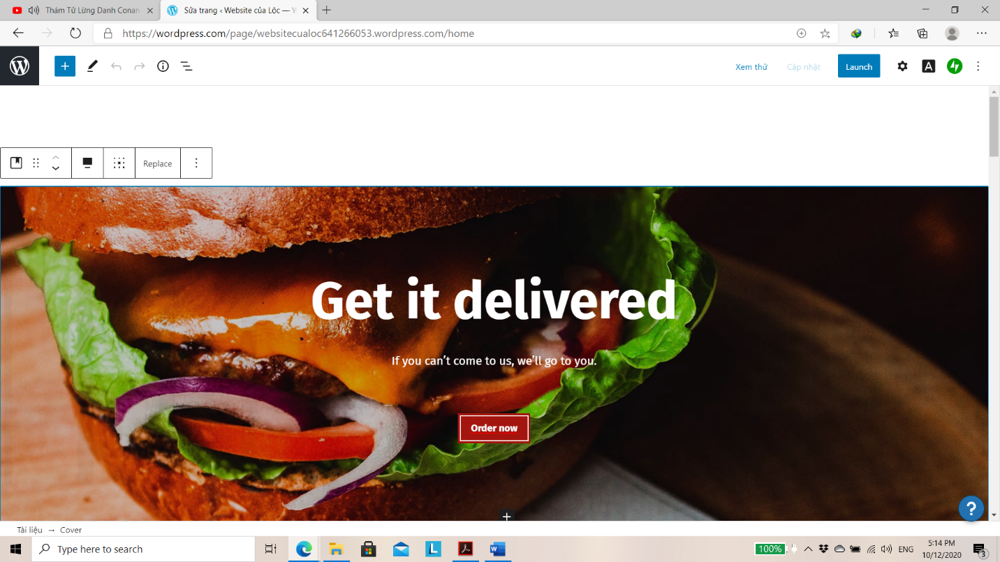 Thám Tử Lừng Danh Conan
Sửa trang ‹ Website của Lộc — W
https://wordpress.com/page/websitecualoc641266053.wordpress.com/home
Xem thử
Cập nhật
Launch
A
Replace
Get it delivered
If you can’t come to us, we’ll go to you.
Order now
?
Tài liệu → Cover
Type here to search
L
W
100%
ENG
5:14 PM
10/12/2020
3